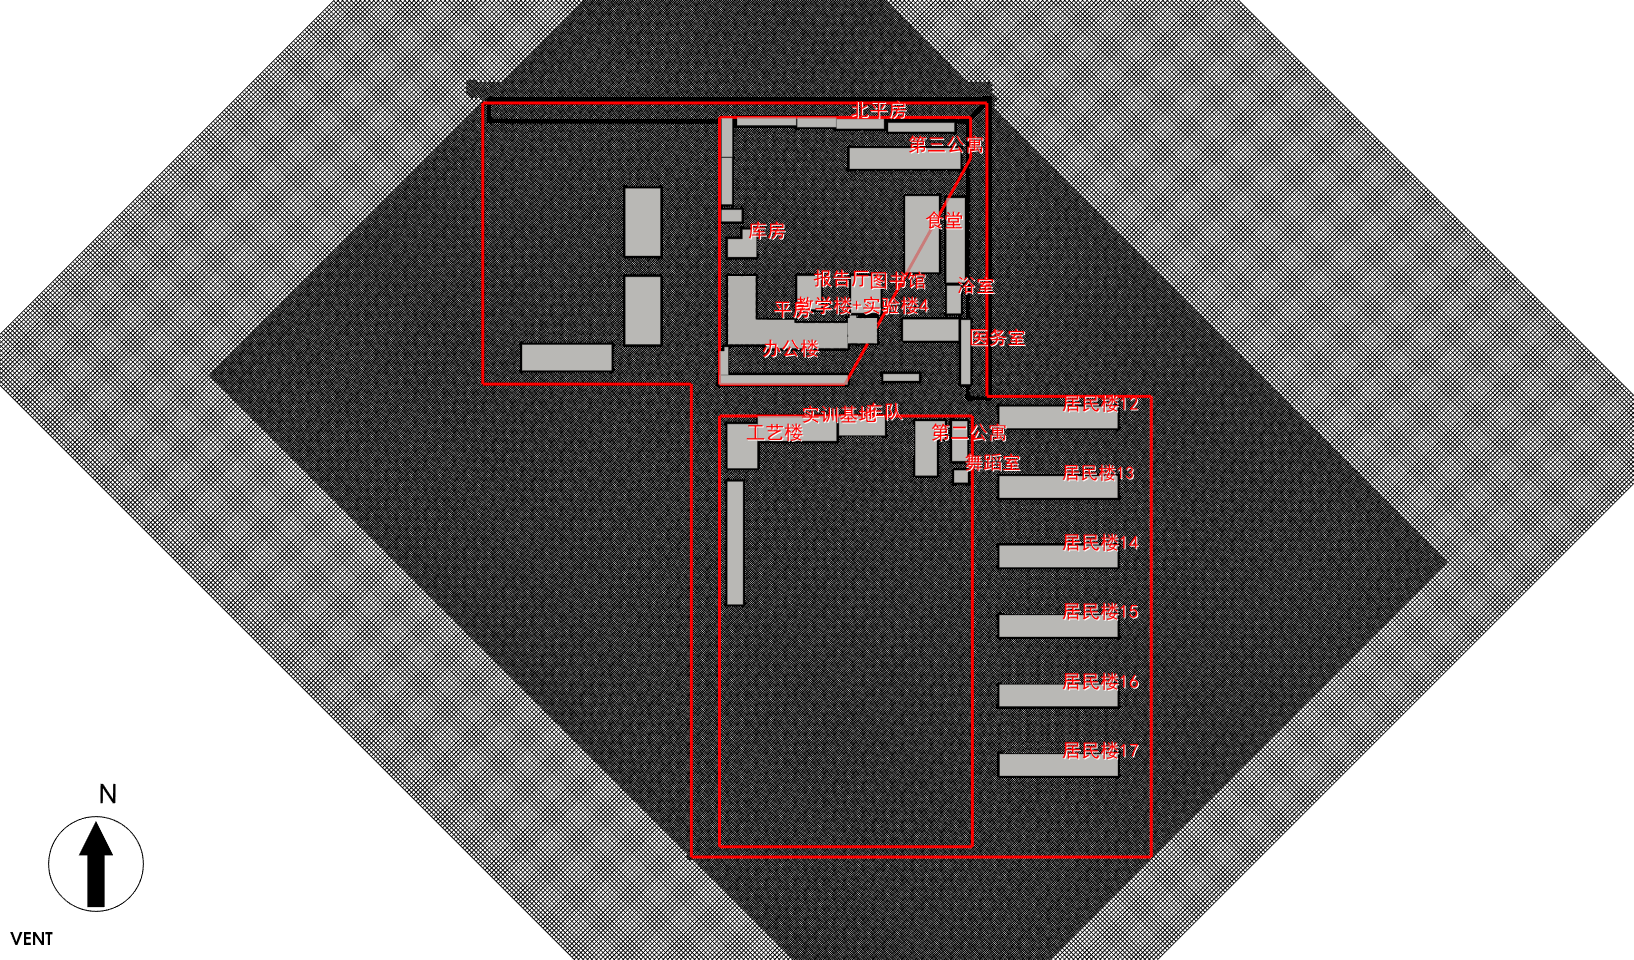 北平房
第三公寓
食堂
库房
报告厅图书馆
浴室
教学楼+实验楼4
平房
医务室
办公楼
居民楼12
实训基地
车队
工艺楼
第二公寓
舞蹈室
居民楼13
居民楼14
居民楼15
居民楼16
居民楼17
N
VENT